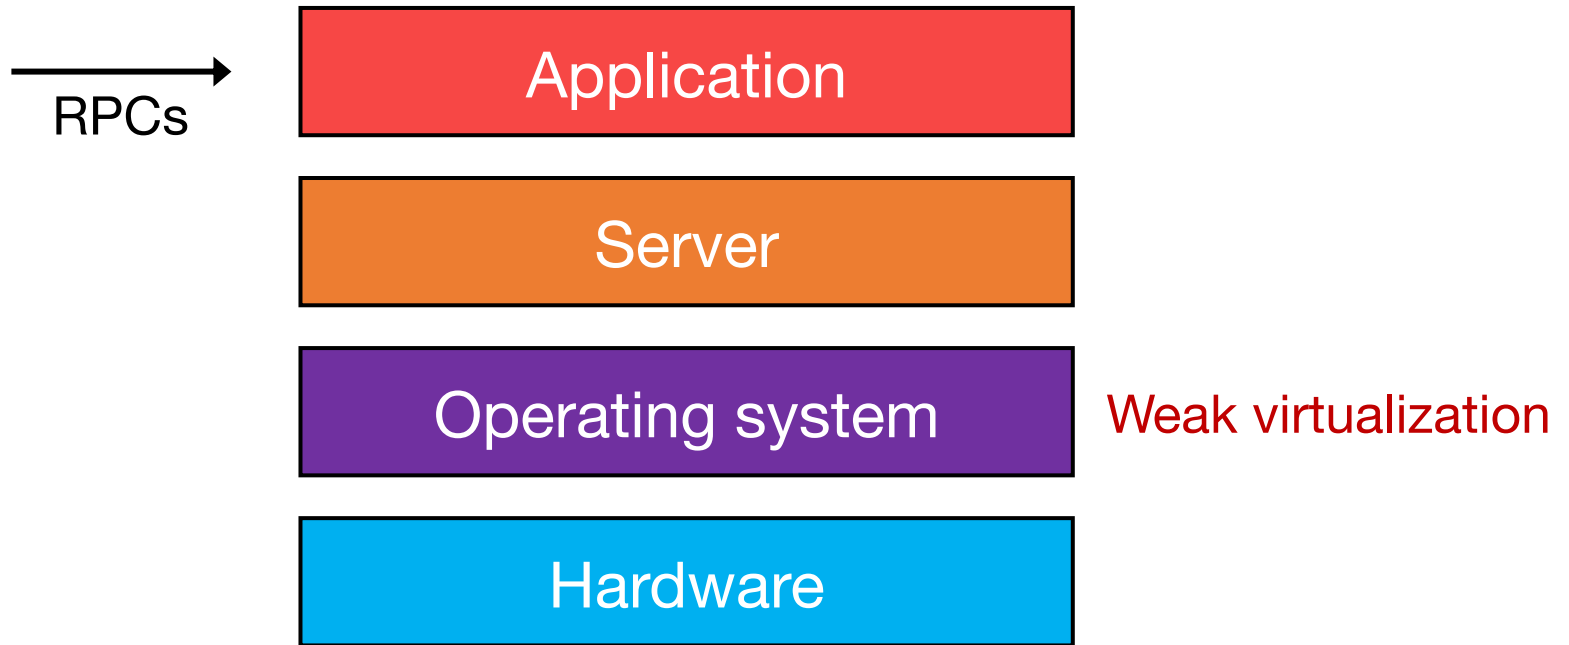 Application
RPCs
Server
Operating system
Weak virtualization
Hardware